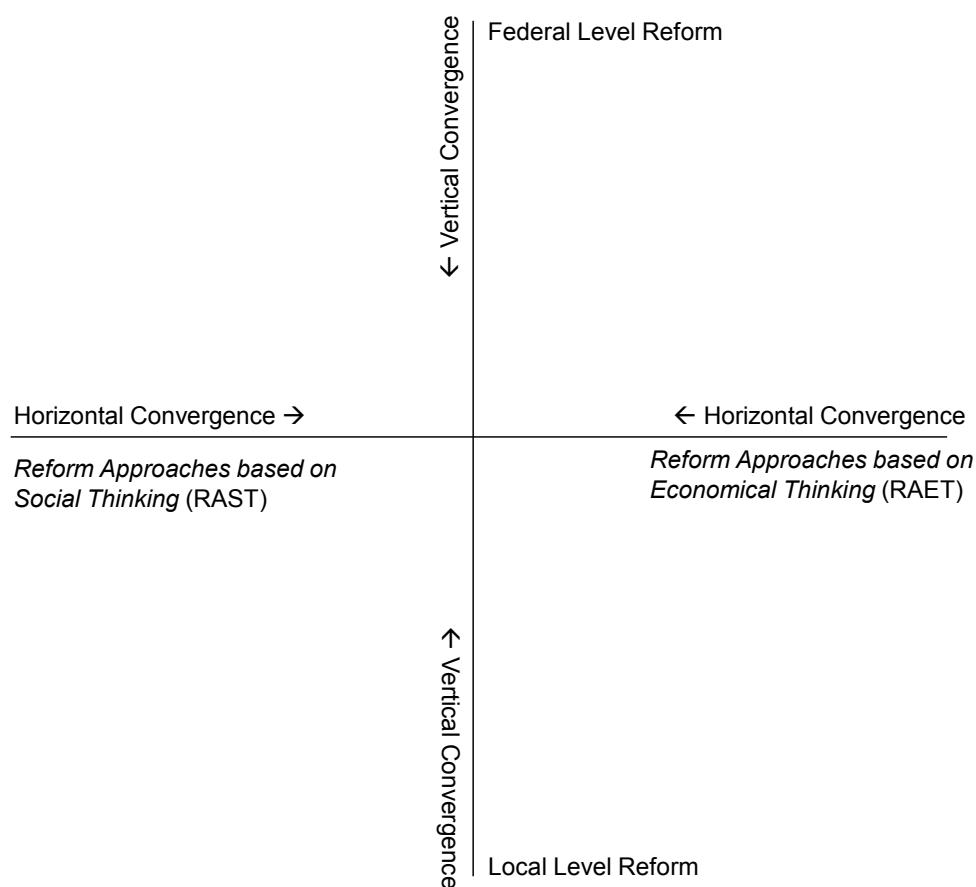 ← Vertical Convergence
Federal Level Reform
Horizontal Convergence →
← Horizontal Convergence
Reform Approaches based on
Social Thinking (RAST)
Reform Approaches based on
Economical Thinking (RAET)
← Vertical Convergence
Local Level Reform